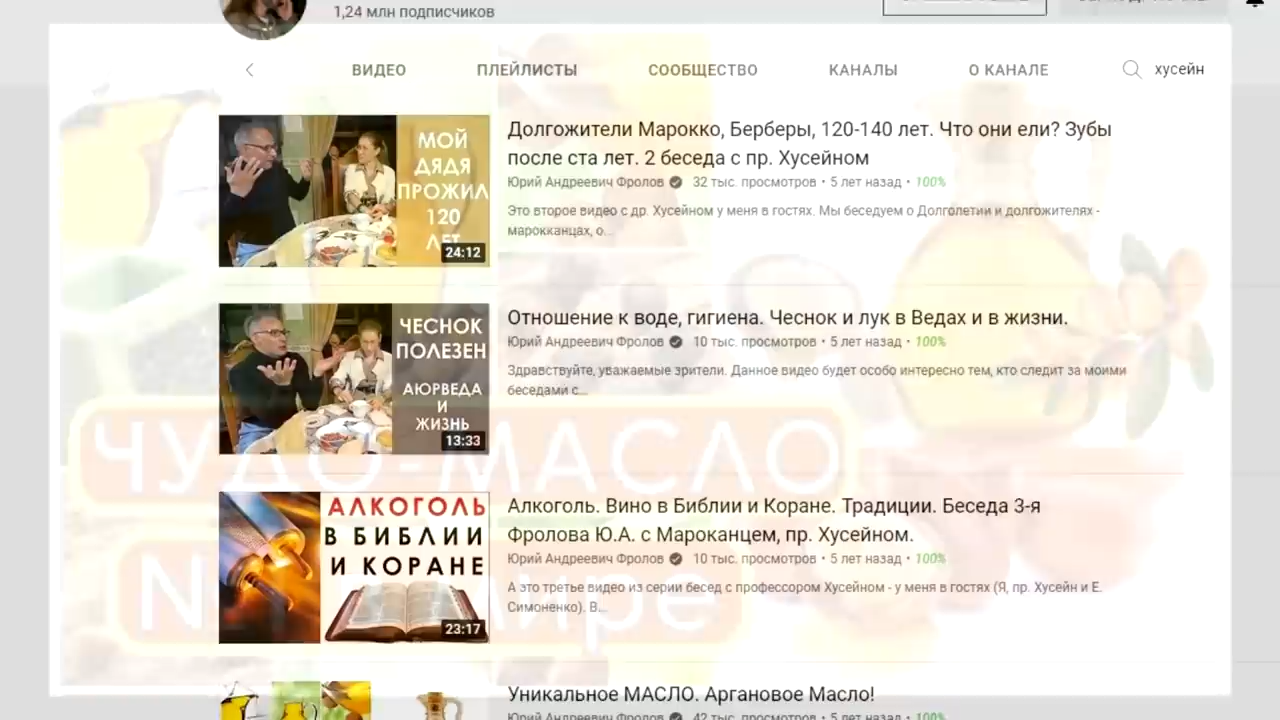 1,24 млн подписчиков
ВИДЕО ПЛЕЙЛИСТЫ СООБЩЕСТВО КАНАЛЫ О КАНАЛЕ хусейн
МОЙ
ДЯДЯ
ПРОЖИЛ
120
ЛЕТ
24:12
Долгожители Марокко, Берберы, 120-140 лет. Что они ели? Зубы
после ста лет. 2 беседа с пр. Хусейном
Юрий Андреевич Фролов 32 тыс. просмотров • 5 лет назад • 100%
Это второе видео с др. Хусейном у меня в гостях. Мы беседуем о Долголетии и долгожителях -
марокканцах, о...
ЧЕСНОК
ПОЛЕЗЕН
АЮРВЕДА
И
ЖИЗНЬ
13:33
Отношение к воде, гигиена. Чеснок и лук в Ведах и в жизни.
Юрий Андреевич Фролов 10 тыс. просмотров • 5 лет назад • 100%
Здравствуйте, уважаемые зрители. Данное видео будет особо интересно тем, кто следит за моими
беседами с...
ЧУДО-МАСЛО
АЛКОГОЛЬ
В БИБЛИИ
И КОРАНЕ
23:17
Алкоголь. Вино в Библии и Коране. Традиции. Беседа 3-я
Фролова Ю.А. с Мароканцем, пр. Хусейном.
Юрий Андреевич Фролов 10 тыс. просмотров • 5 лет назад • 100%
А это третье видео из серии бесед с профессором Хусейном - у меня в гостях (Я, пр. Хусейн и Е.
Симоненко). В...
Уникальное МАСЛО. Аргановое Масло!
Юрий Андреевич Фролов 42 тыс. просмотров • 5 лет назад • 100%